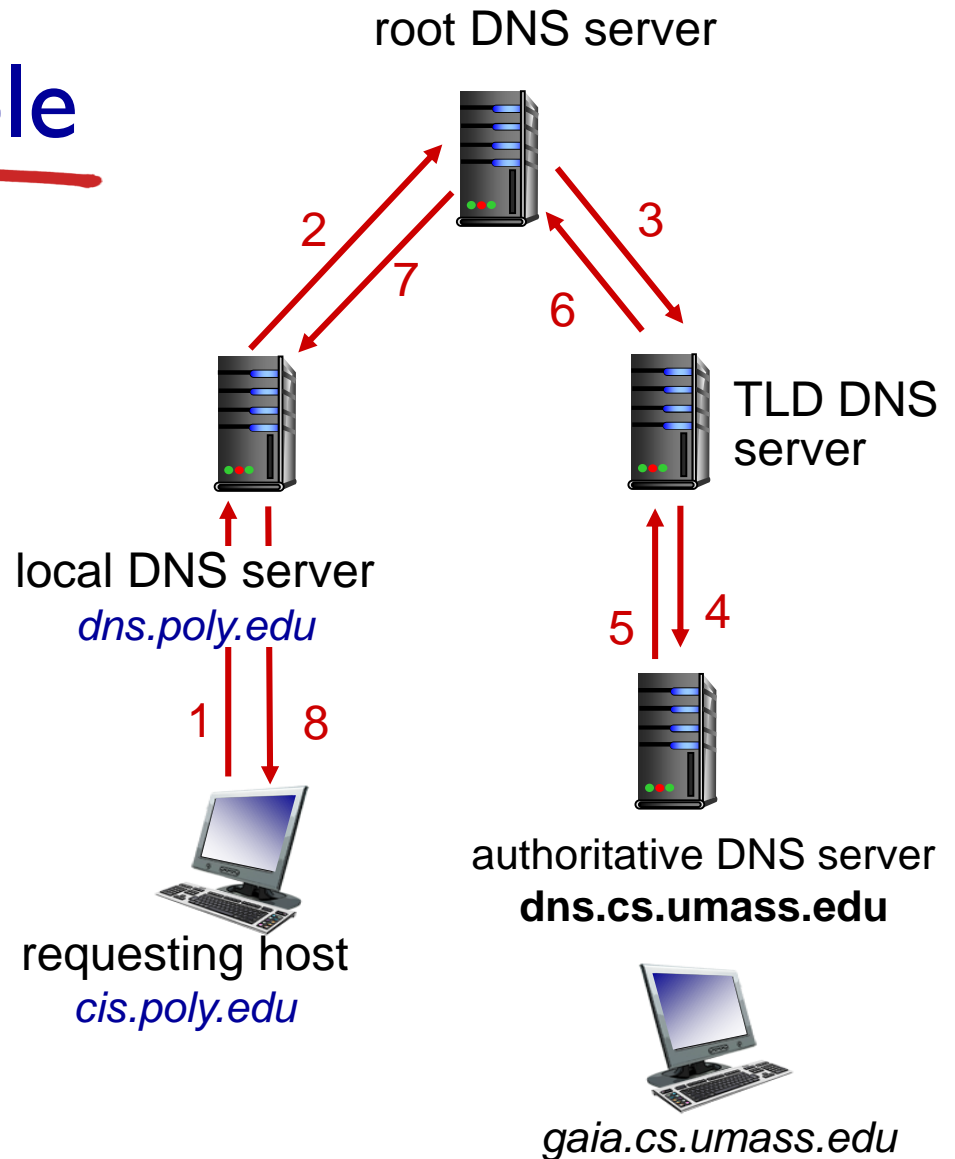 root DNS server
le
2
3
7
6
TLD DNS
server
local DNS server
dns.poly.edu
5
4
1
8
authoritative DNS server
dns.cs.umass.edu
requesting host
cis.poly.edu
gaia.cs.umass.edu